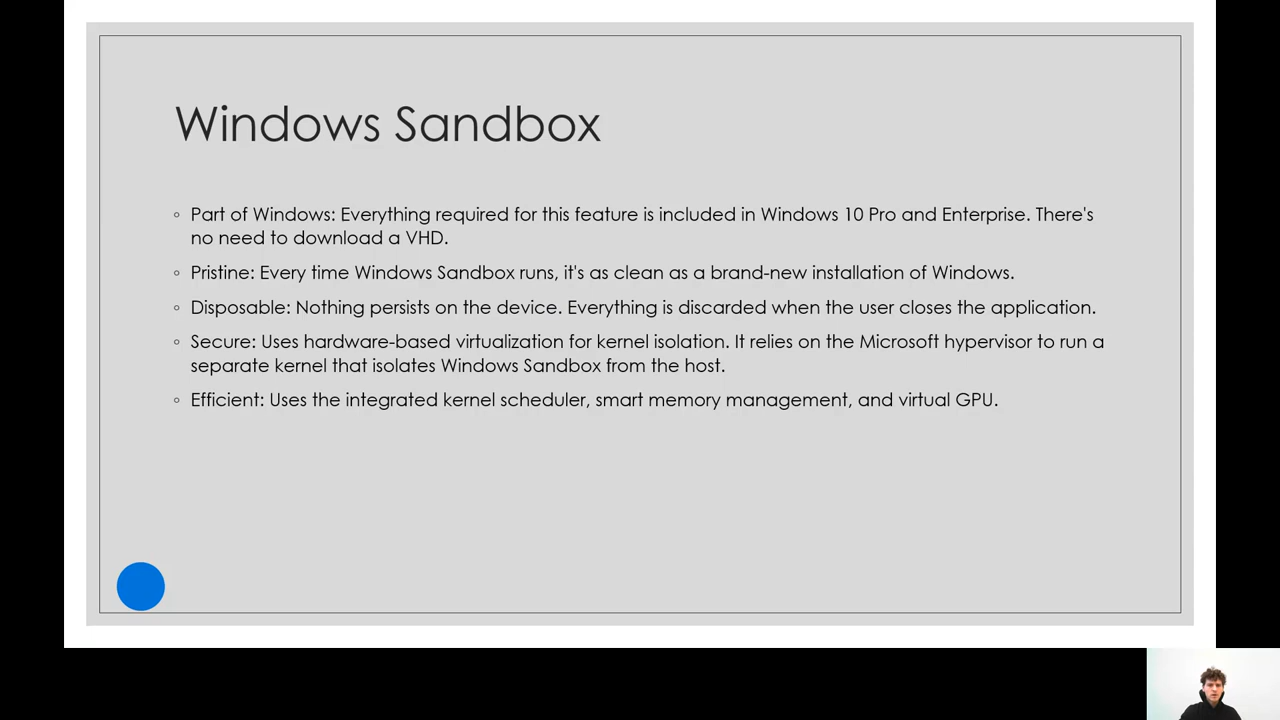 Windows Sandbox
◦ Part of Windows: Everything required for this feature is included in Windows 10 Pro and Enterprise. There's
no need to download a VHD.
◦ Pristine: Every time Windows Sandbox runs, it's as clean as a brand-new installation of Windows.
◦ Disposable: Nothing persists on the device. Everything is discarded when the user closes the application.
◦ Secure: Uses hardware-based virtualization for kernel isolation. It relies on the Microsoft hypervisor to run a
separate kernel that isolates Windows Sandbox from the host.
◦ Efficient: Uses the integrated kernel scheduler, smart memory management, and virtual GPU.